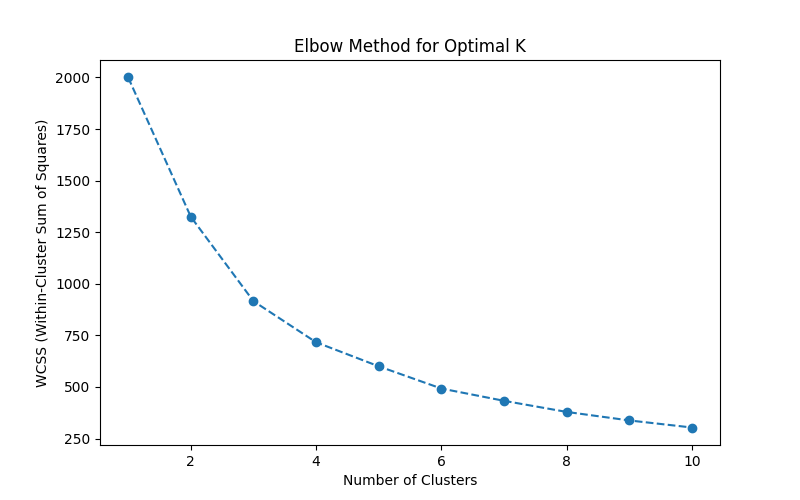 Elbow Method for Optimal K
WCSS (Within-Cluster Sum of Squares)
2000
1750
1500
1250
1000
750
500
250
2 4 6 8 10
Number of Clusters